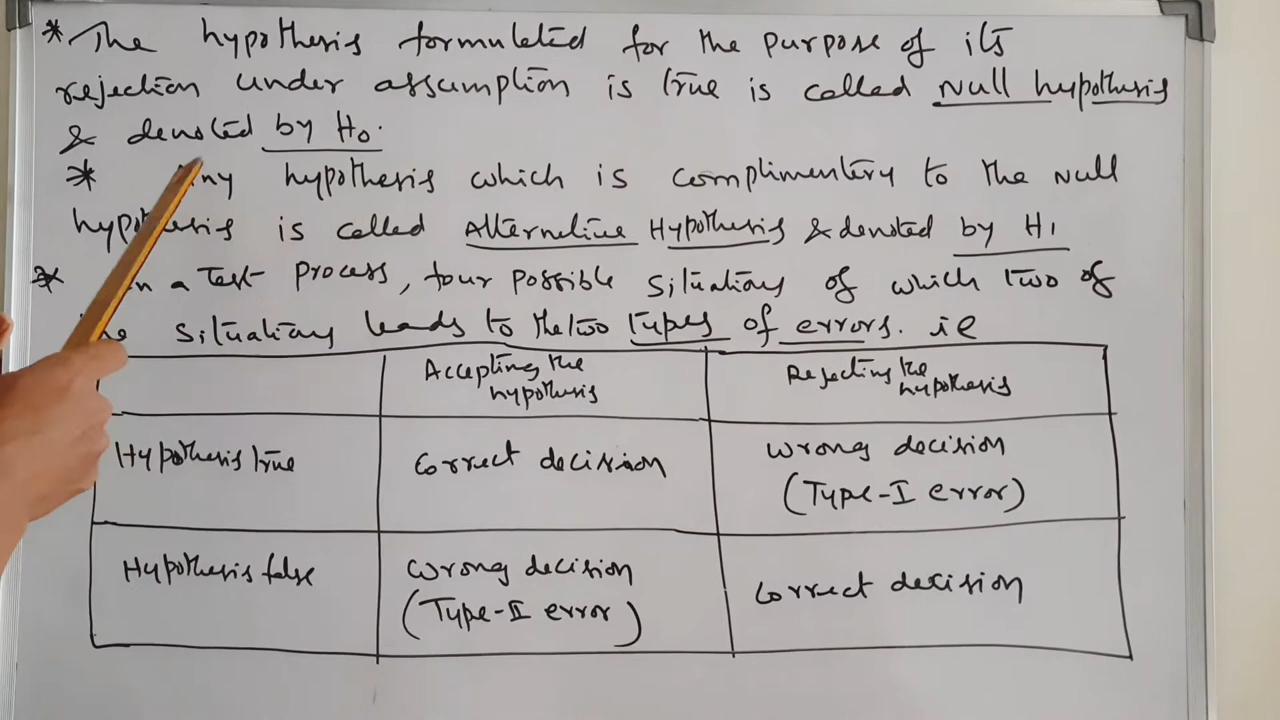 * The hypothesis formulated for the purpose of its
rejection under assumption is true is called Null hypothesis
& denoted by H0.
* Any hypothesis which is complimentery to the Null
hypothesis is called Alternative Hypothesis & denoted by H1
* In a Test process, four possible situations of which two of
the situations leads to the two types of errors. ie
Accepting the hypothesis
Rejecting the hypothesis
Hypothesis true
Correct decision
Wrong decision
(Type-I error)
Hypothesis false
Wrong decision
(Type-II error)
Correct decision